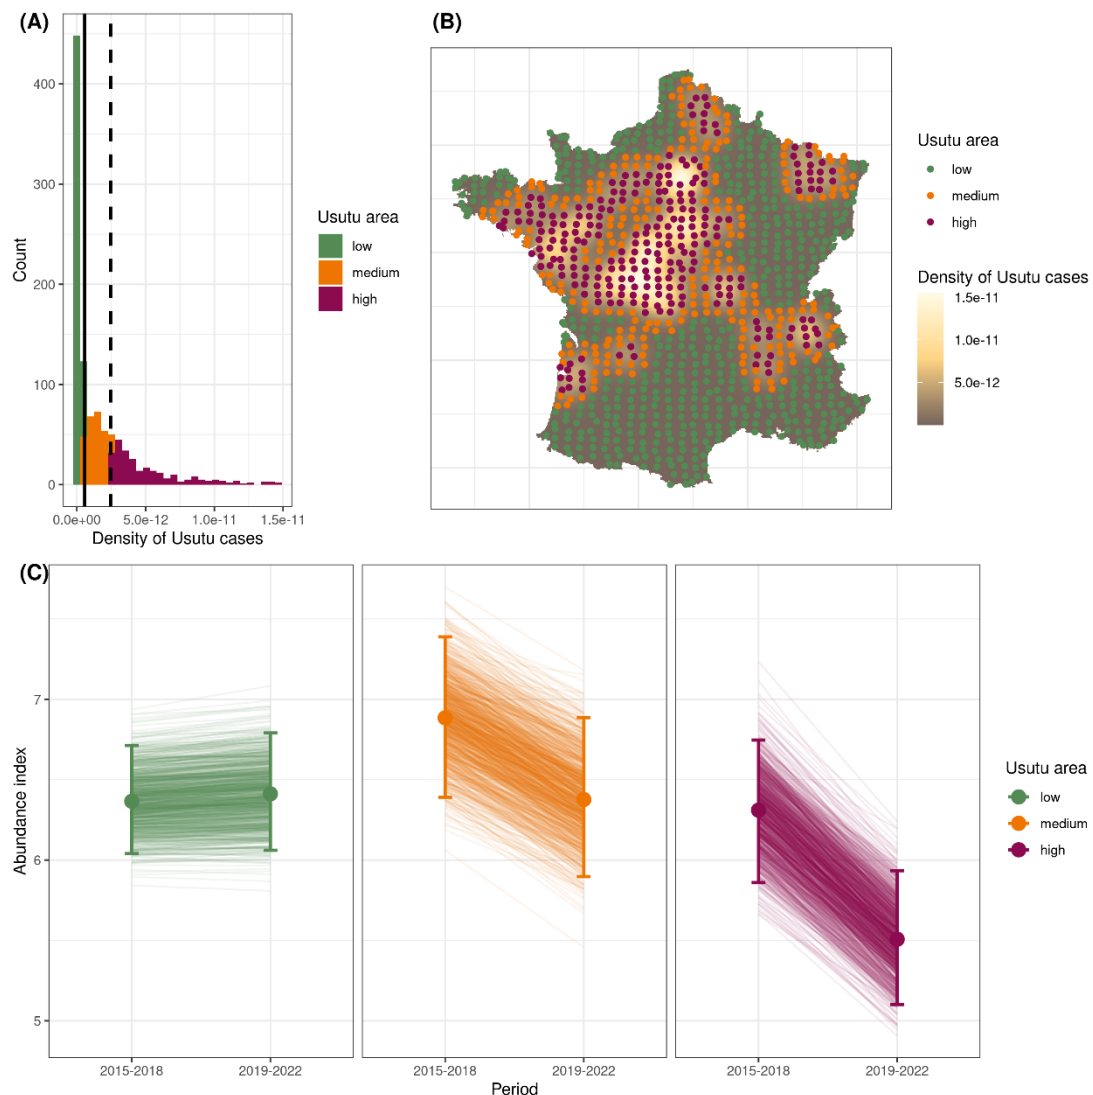 (A)
400
300
200
100
0
Count
0.0e+00 5.0e-12 1.0e-11 1.5e-11
Density of Usutu cases
Usutu area
low
medium
high
(B)
Usutu area
low
medium
high
Density of Usutu cases
1.5e-11
1.0e-11
5.0e-12
(C)
7
6
5
Abundance index
2015-2018 2019-2022 2015-2018 2019-2022 2015-2018 2019-2022
Period
Usutu area
low
medium
high